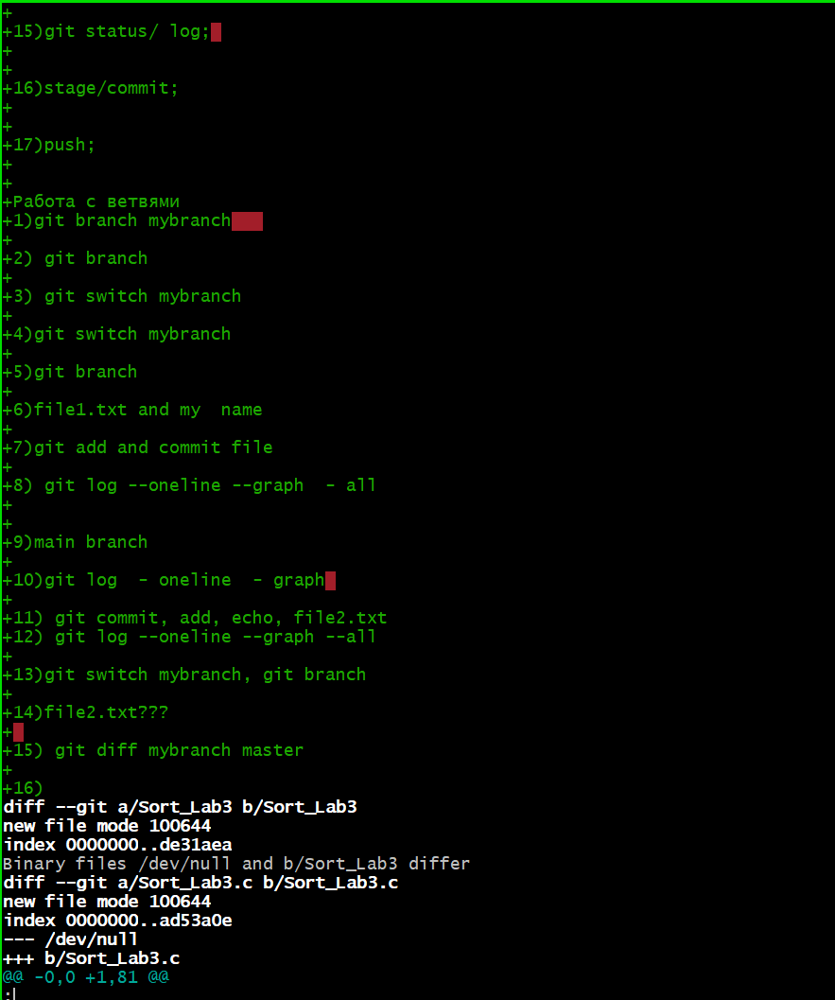 +
+15)git status/ log;
+
+
+16)stage/commit;
+
+
+17)push;
+
+
+Работа с ветвями
+1)git branch mybranch
+
+2) git branch
+
+3) git switch mybranch
+
+4)git switch mybranch
+
+5)git branch
+
+6)file1.txt and my  name
+
+7)git add and commit file
+
+8) git log --oneline --graph  - all
+
+
+9)main branch
+
+10)git log  - oneline  - graph
+
+11) git commit, add, echo, file2.txt
+12) git log --oneline --graph --all
+
+13)git switch mybranch, git branch
+
+14)file2.txt???
+
+15) git diff mybranch master
+
+16)
diff --git a/Sort_Lab3 b/Sort_Lab3
new file mode 100644
index 0000000..de31aea
Binary files /dev/null and b/Sort_Lab3 differ
diff --git a/Sort_Lab3.c b/Sort_Lab3.c
new file mode 100644
index 0000000..ad53a0e
--- /dev/null
+++ b/Sort_Lab3.c
@@ -0,0 +1,81 @@
: